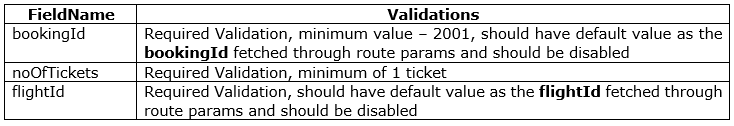 FieldName Validations
bookingId Required Validation, minimum value – 2001, should have default value as the
bookingId fetched through route params and should be disabled
noOfTickets Required Validation, minimum of 1 ticket
flightId Required Validation, should have default value as the flightId fetched through
route params and should be disabled